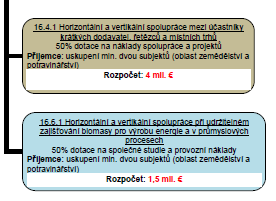 16.4.1 Horizontální a vertikální spolupráce mezi účastníky
krátkých dodavatel. řetězců a místních trhů
50% dotace na náklady spolupráce a projektů
Příjemce: uskupení min. dvou subjektů (oblast zemědělství a
potravinářství)
Rozpočet: 4 mil. €
16.6.1 Horizontální a vertikální spolupráce při udržitelném
zajišťování biomasy pro výrobu energie a v průmyslových
procesech
50% dotace na společné studie a provozní náklady
Příjemce: uskupení min. dvou subjektů (oblast zemědělství a
potravinářství)
Rozpočet: 1,5 mil. €